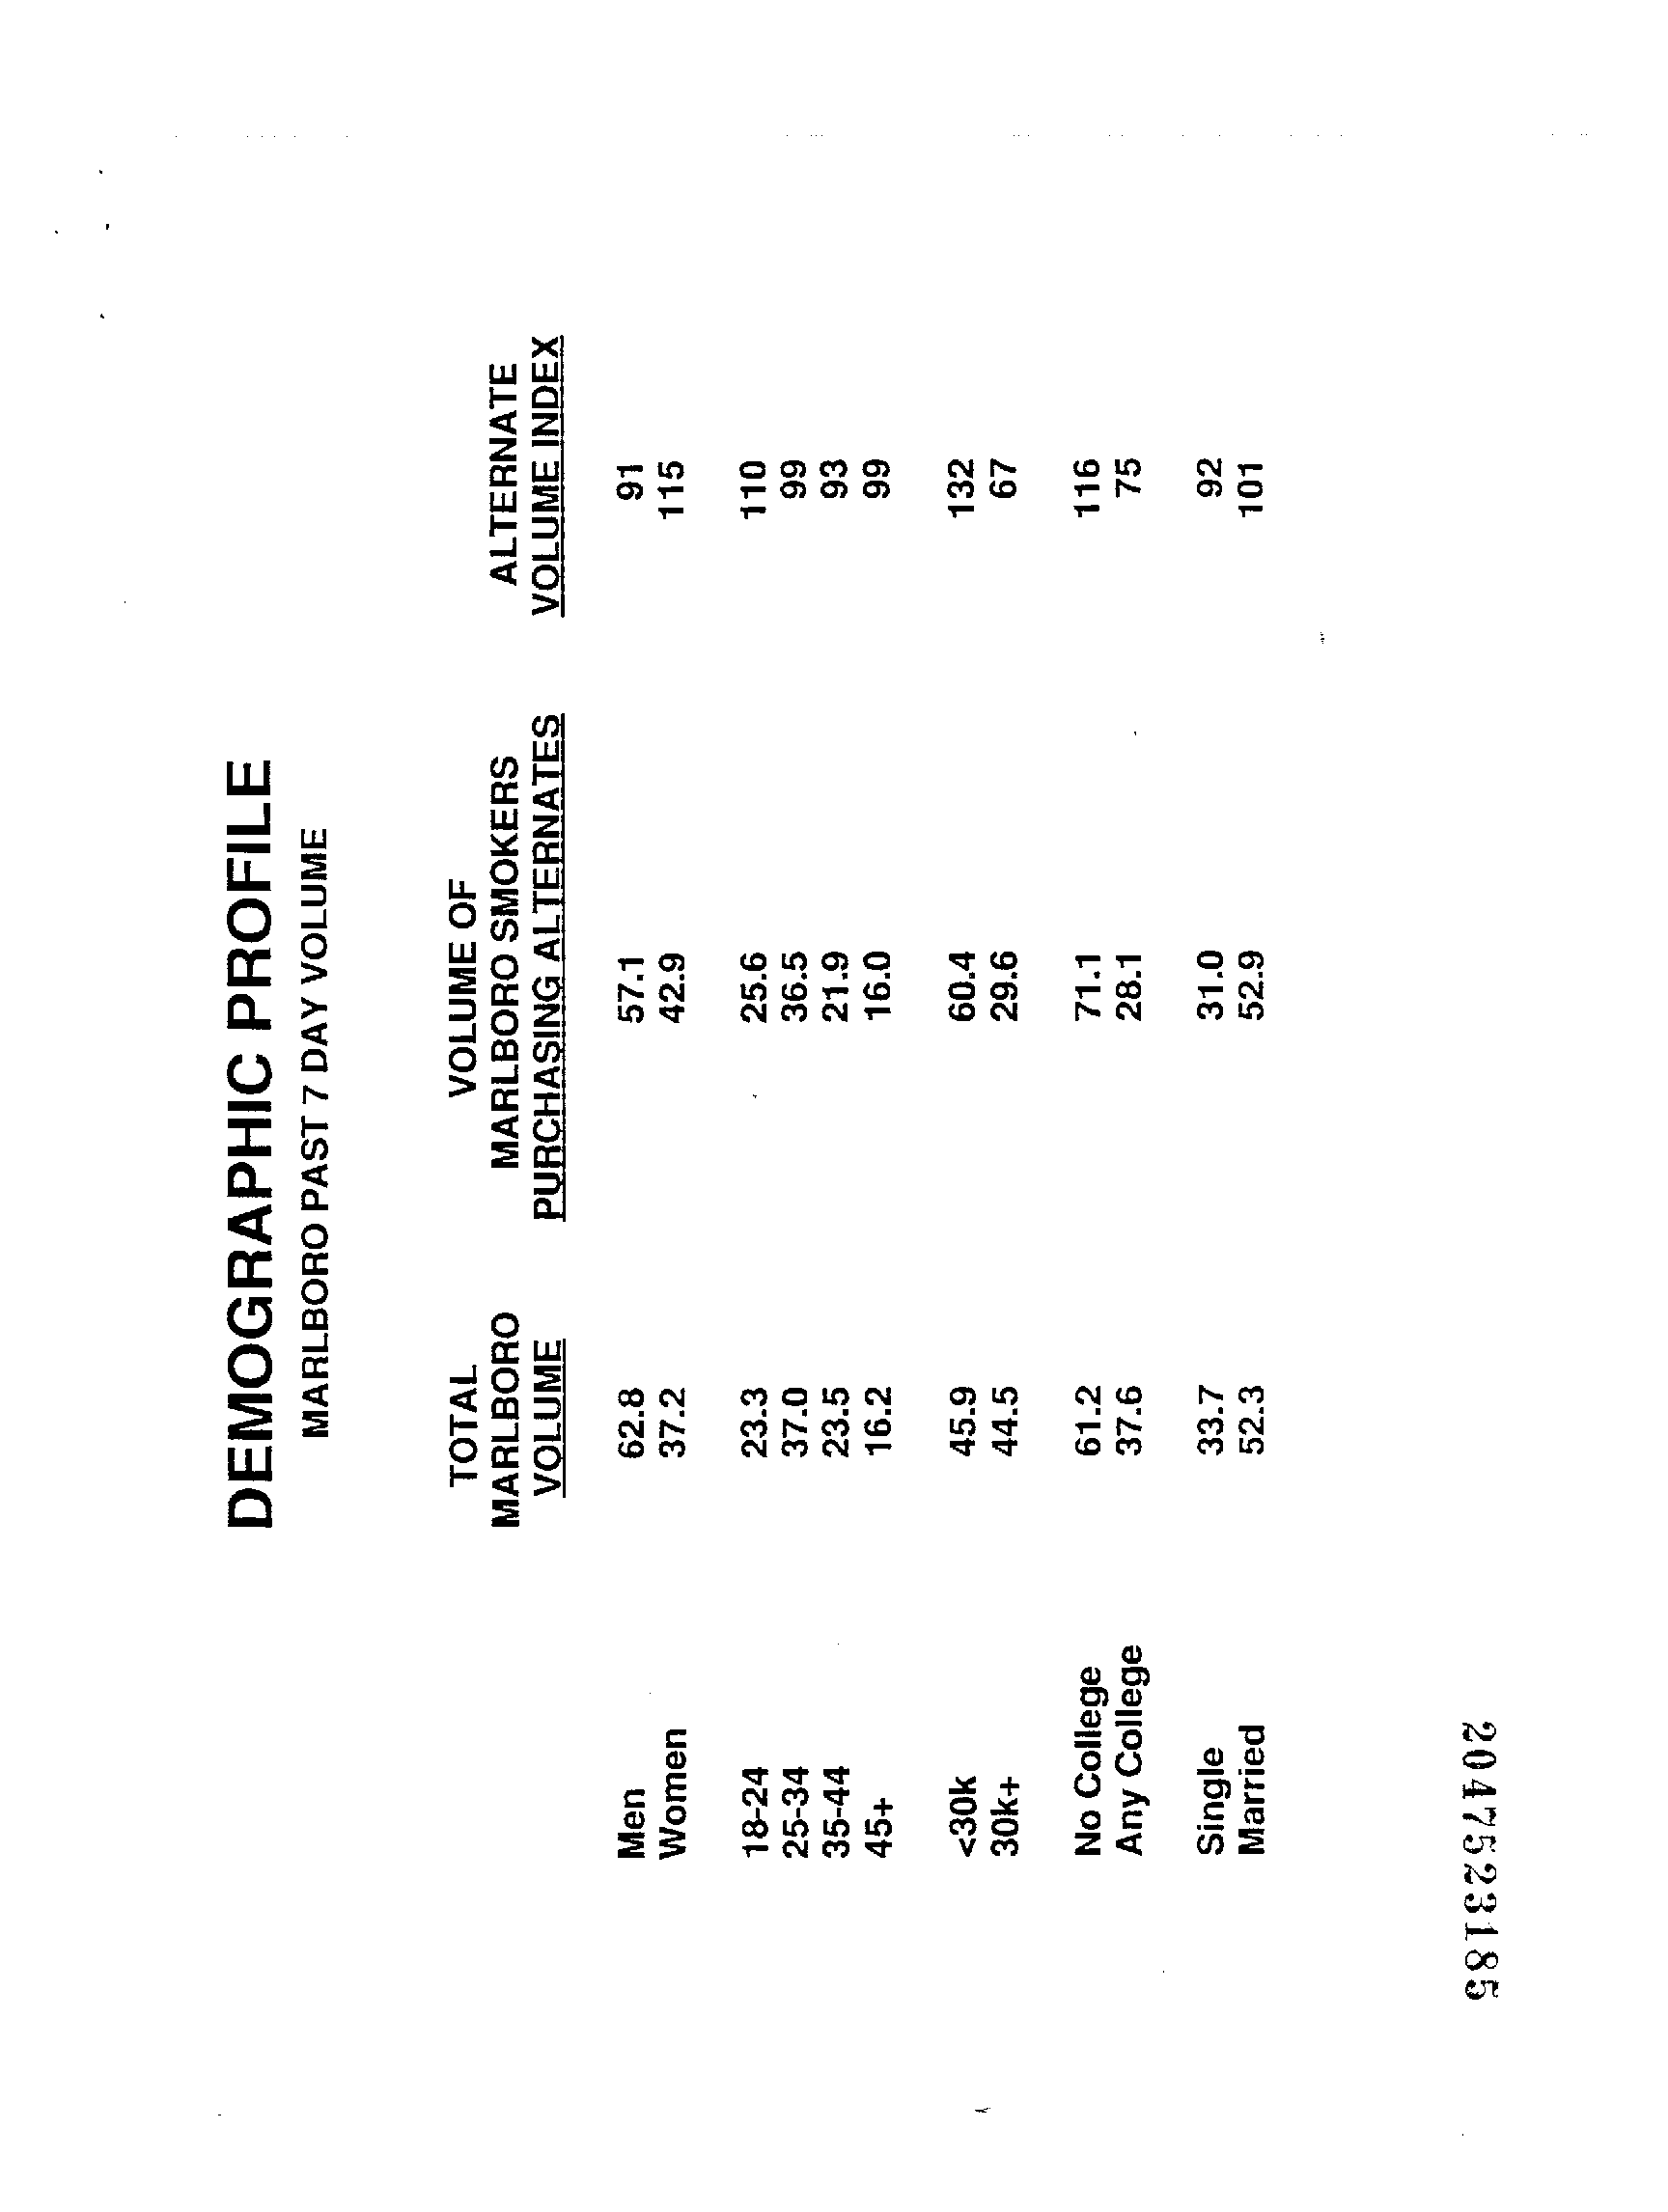 DEMOGRAPHIC PROFILE
MARLBORO PAST 7 DAY VOLUME
TOTAL MARLBORO VOLUME
VOLUME OF MARLBORO SMOKERS PURCHASING ALTERNATES
ALTERNATE VOLUME INDEX
Men 62.8 57.1 91
Women 37.2 42.9 115
18-24 23.3 25.6 110
25-34 37.0 36.5 99
35-44 23.5 21.9 93
45+ 16.2 16.0 99
<30k 45.9 60.4 132
30k+ 44.5 29.6 67
No College 61.2 71.1 116
Any College 37.6 28.1 75
Single 33.7 31.0 92
Married 52.3 52.9 101
2047523185